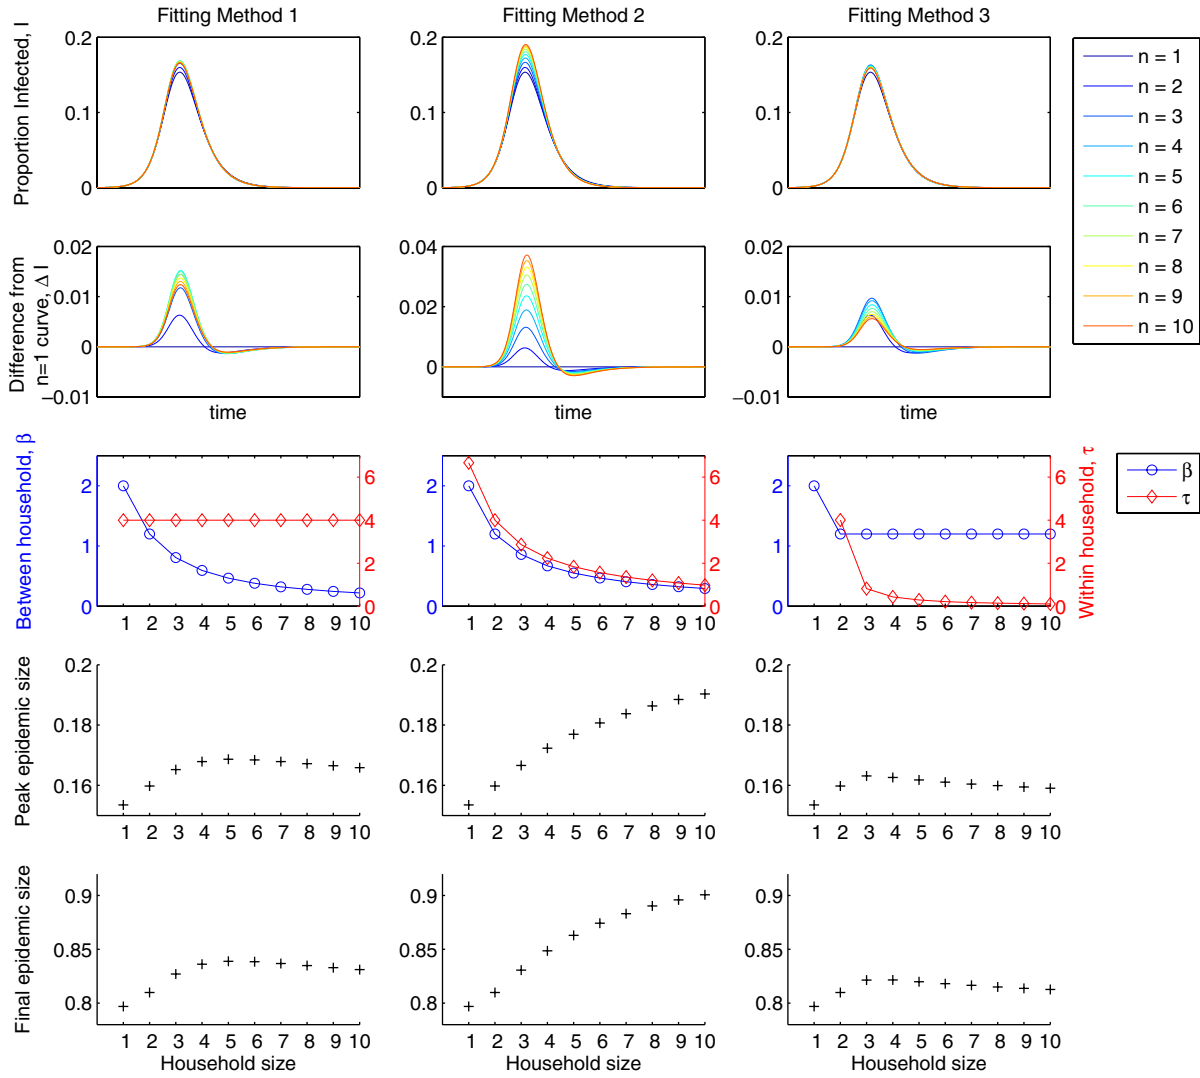 Fitting Method 1
Fitting Method 2
Fitting Method 3
Proportion Infected, I
0.2
0.1
0
0.2
0.1
0
0.2
0.1
0
n = 1
n = 2
n = 3
n = 4
n = 5
n = 6
n = 7
n = 8
n = 9
n = 10
Difference from
n=1 curve, Δ I
0.02
0.01
0
−0.01
time
0.04
0.02
0
time
0.02
0.01
0
−0.01
time
Between household, β
2
1
0
6
4
2
0
1 2 3 4 5 6 7 8 9 10
2
1
0
6
4
2
0
1 2 3 4 5 6 7 8 9 10
2
1
0
6
4
2
0
1 2 3 4 5 6 7 8 9 10
Within household, τ
β
τ
Peak epidemic size
0.2
0.18
0.16
1 2 3 4 5 6 7 8 9 10
0.2
0.18
0.16
1 2 3 4 5 6 7 8 9 10
0.2
0.18
0.16
1 2 3 4 5 6 7 8 9 10
Final epidemic size
0.9
0.85
0.8
1 2 3 4 5 6 7 8 9 10
Household size
0.9
0.85
0.8
1 2 3 4 5 6 7 8 9 10
Household size
0.9
0.85
0.8
1 2 3 4 5 6 7 8 9 10
Household size